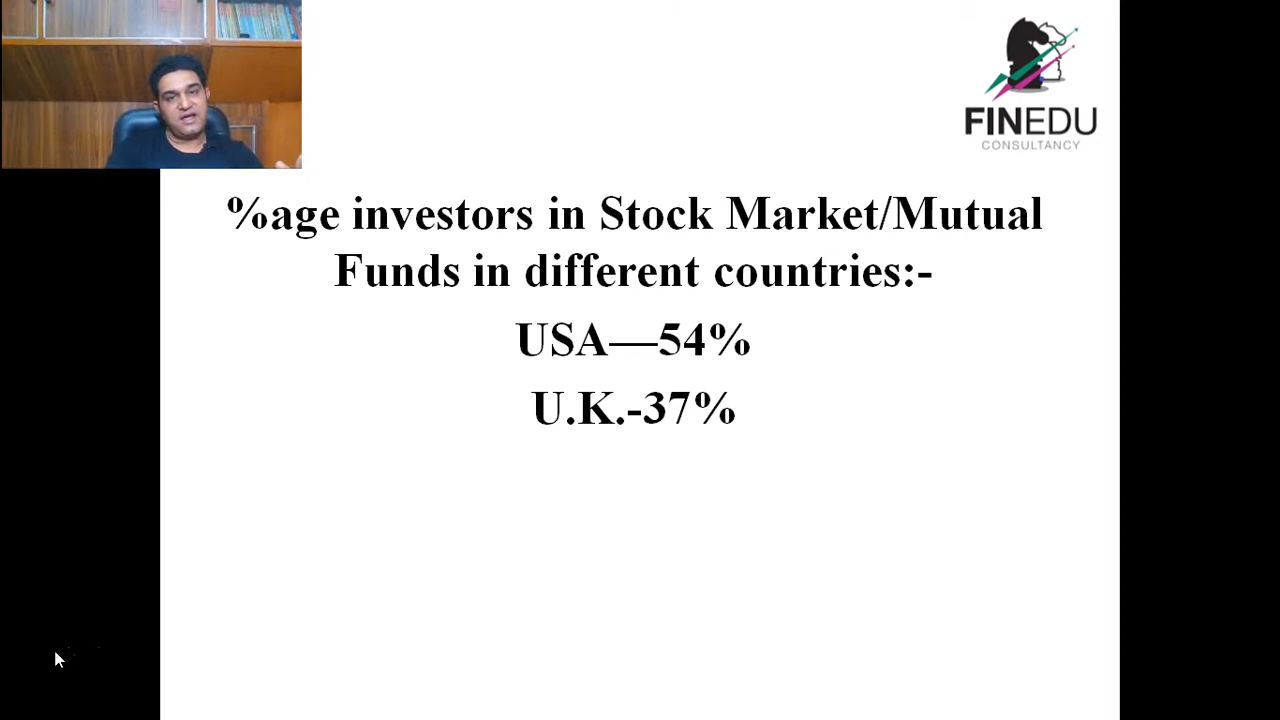 FINEDU
CONSULTANCY
%age investors in Stock Market/Mutual
Funds in different countries:-
USA—54%
U.K.-37%